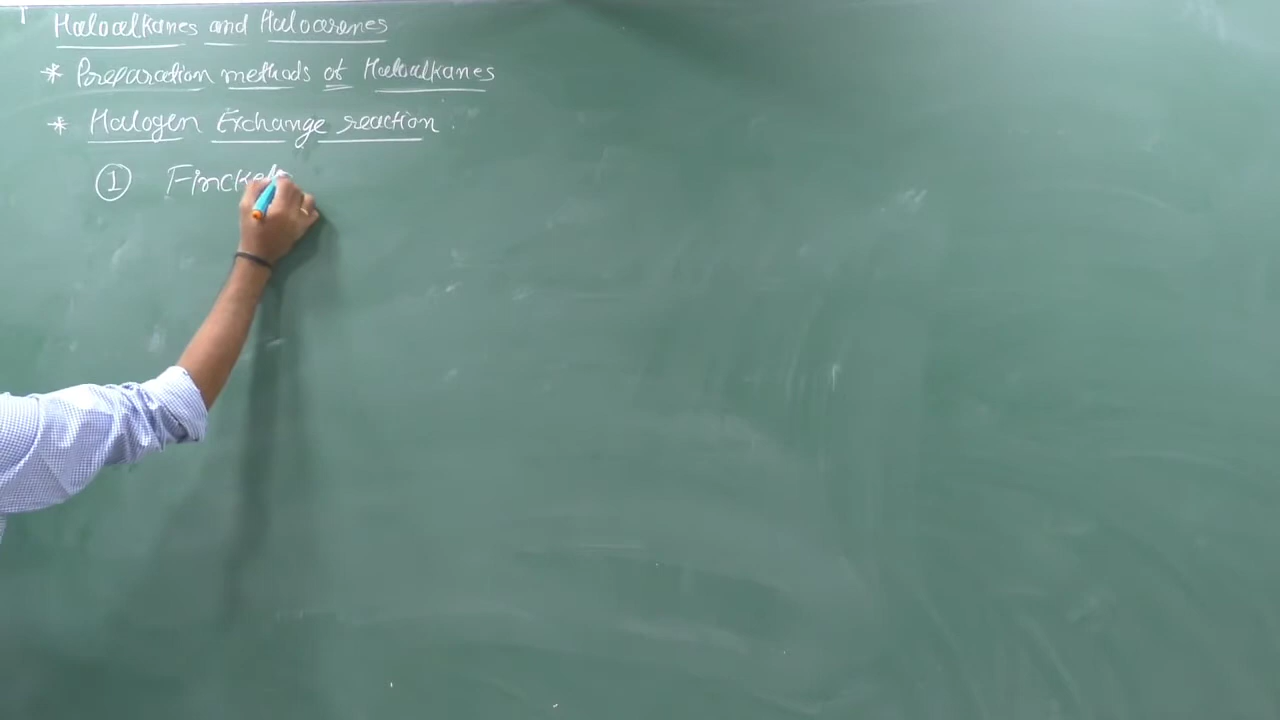 Haloalkanes and Haloarenes
* Preparation methods of Haloalkanes
* Halogen Exchange reaction.
① Finckel